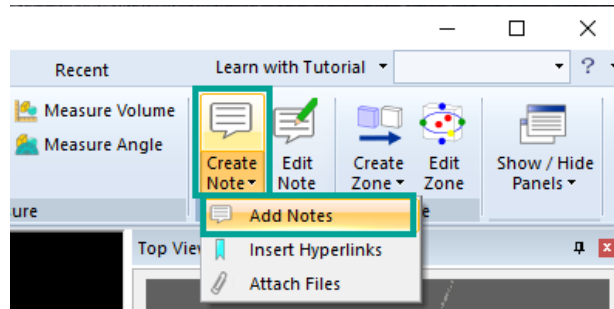 Recent
Learn with Tutorial
?
Measure Volume
Measure Angle
Create
Note
Edit
Note
Create
Zone
Edit
Zone
Show / Hide
Panels
ure
e
Add Notes
Top Vie
Insert Hyperlinks
Attach Files